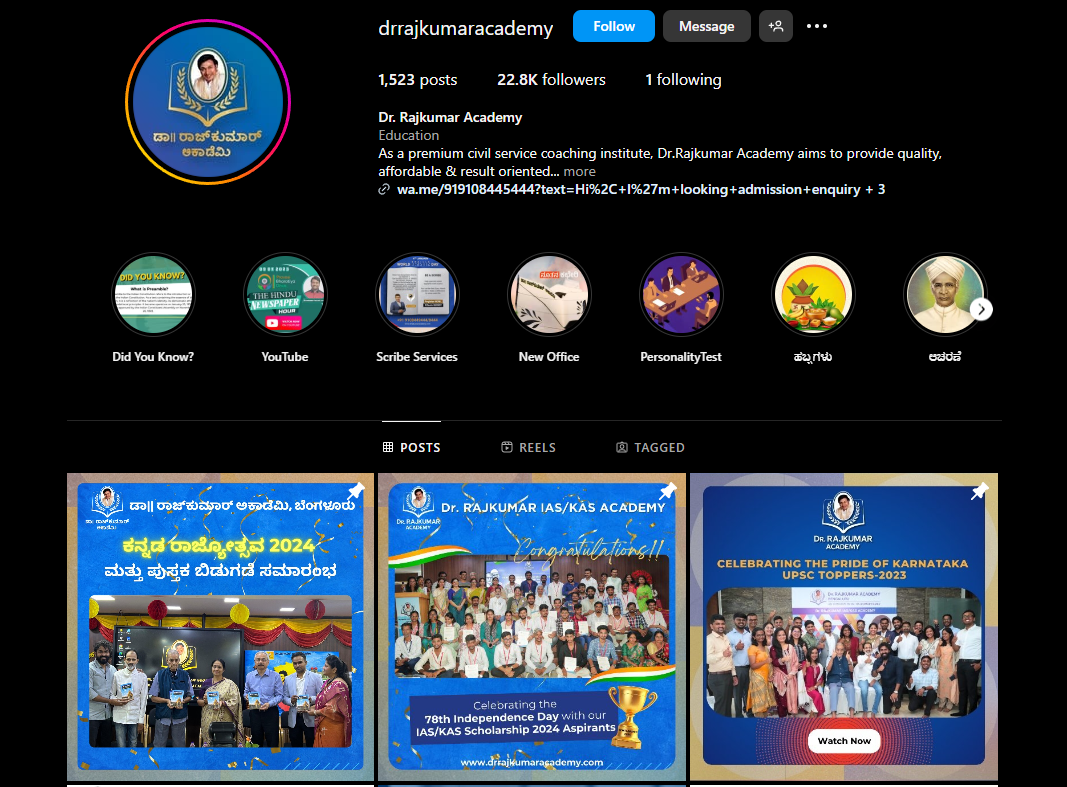 drrajkumaracademy
Follow
Message
1,523 posts
22.8K followers
1 following
Dr. Rajkumar Academy
Education
As a premium civil service coaching institute, Dr.Rajkumar Academy aims to provide quality,
affordable & result oriented... more
wa.me/919108445444?text=Hi%2C+I%27m+looking+admission+enquiry + 3
ಡಾ|| ರಾಜ್‌ಕುಮಾರ್
ಅಕಾಡೆಮಿ
DID YOU KNOW?
What is Preamble?
THE HINDU
NEWSPAPER
HOUR
Did You Know?
YouTube
Scribe Services
New Office
PersonalityTest
ಹಬ್ಬಗಳು
ಆಚರಣೆ
POSTS
REELS
TAGGED
ಡಾ|| ರಾಜ್‌ಕುಮಾರ್ ಅಕಾಡೆಮಿ, ಬೆಂಗಳೂರು
ಕನ್ನಡ ರಾಜ್ಯೋತ್ಸವ 2024
ಮತ್ತು ಪುಸ್ತಕ ಬಿಡುಗಡೆ ಸಮಾರಂಭ
DR. RAJKUMAR
ACADEMY
DR. RAJKUMAR IAS/KAS ACADEMY
Congratulations!!
Celebrating the
78th Independence Day with our
IAS/KAS Scholarship 2024 Aspirants
www.drrajkumaracademy.com
DR. RAJKUMAR
ACADEMY
CELEBRATING THE PRIDE OF KARNATAKA
UPSC TOPPERS-2023
Watch Now